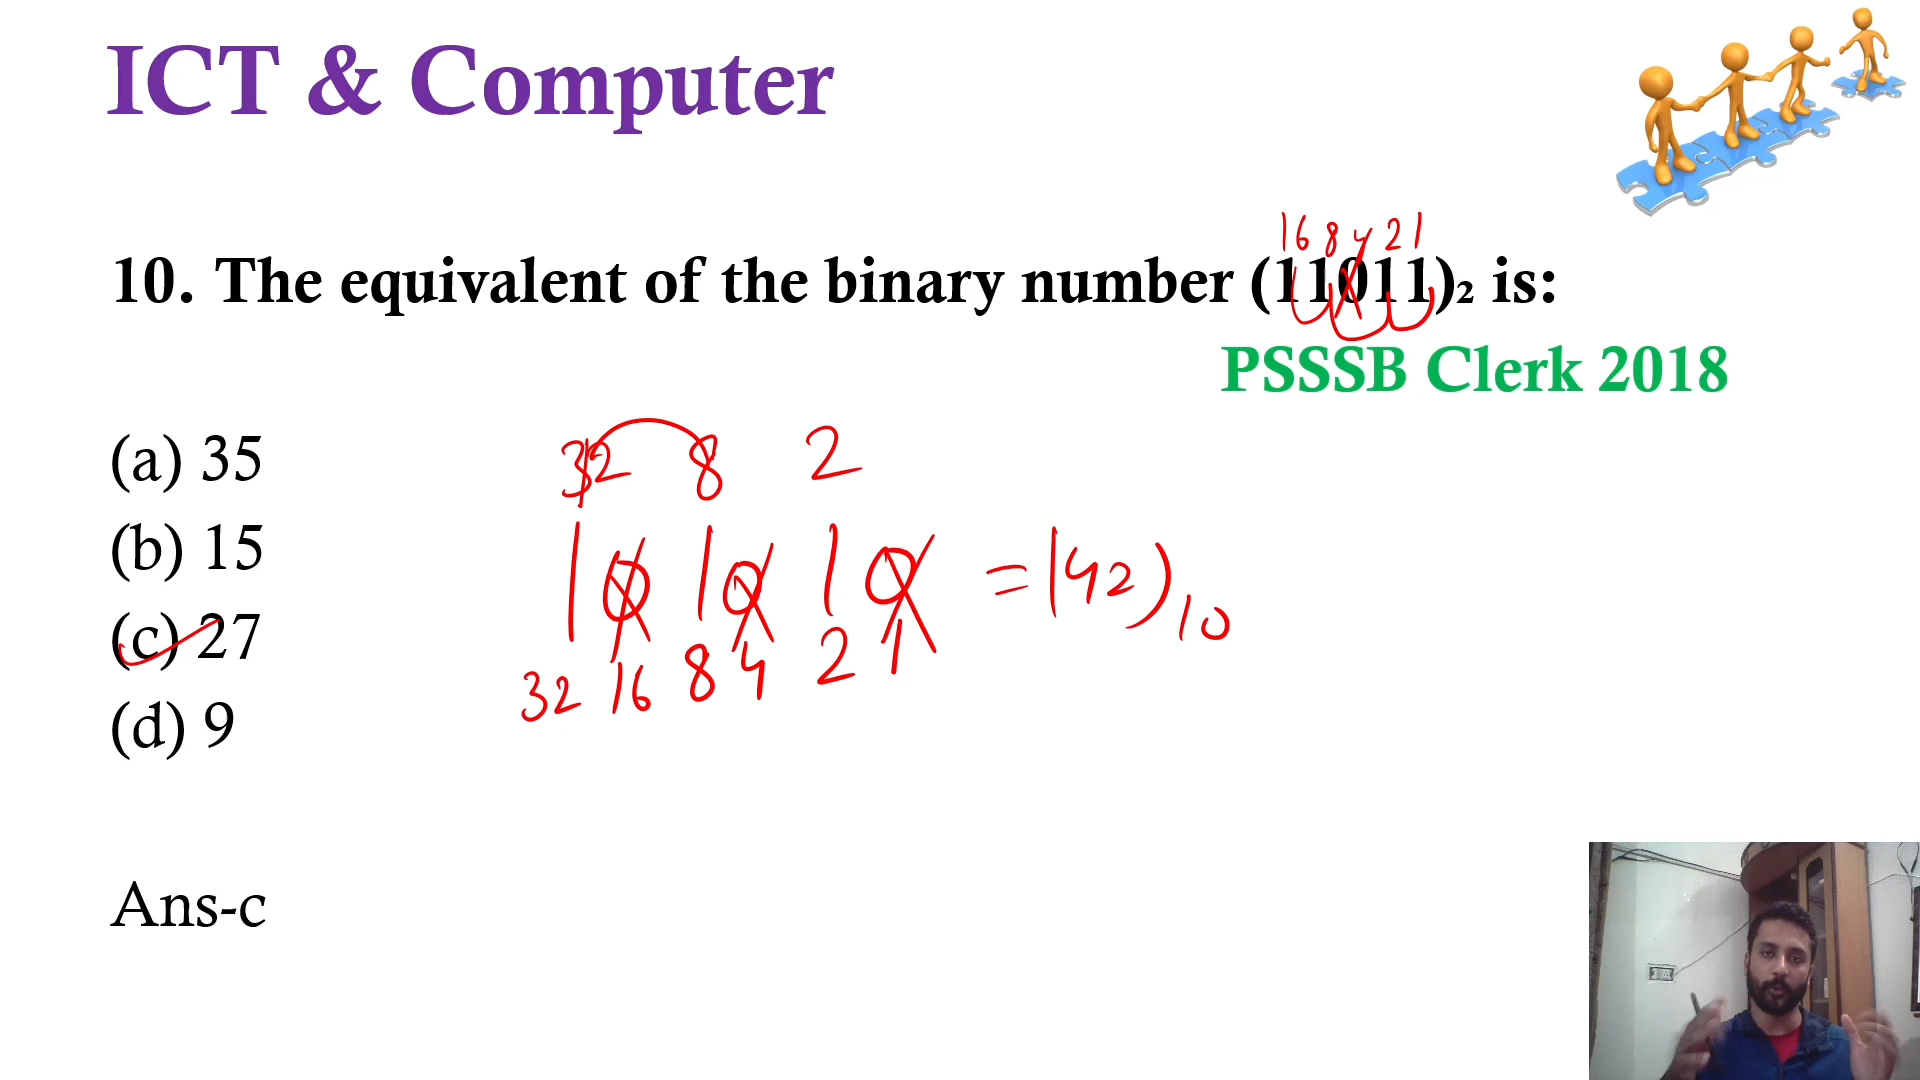 ICT & Computer
16 8 4 2 1
10. The equivalent of the binary number (11011)₂ is:
PSSSB Clerk 2018
(a) 35
(b) 15
(c) 27
(d) 9
32 8 2
1 0 1 0 1 0 = (42)₁₀
32 16 8 4 2 1
Ans-c